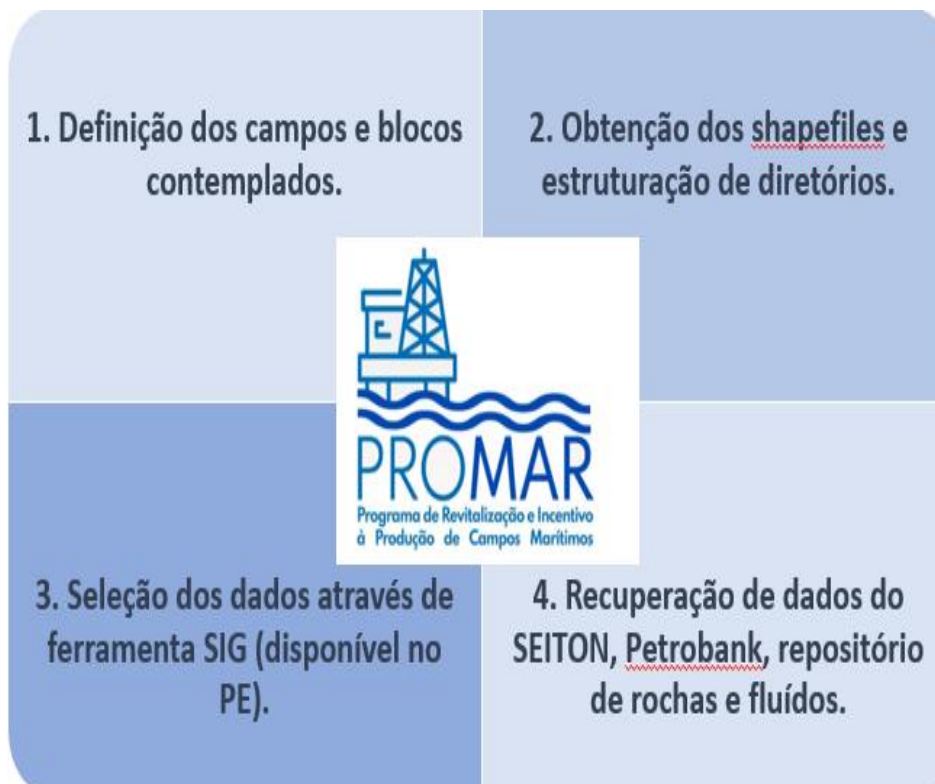 1. Definição dos campos e blocos
contemplados.
2. Obtenção dos shapefiles e
estruturação de diretórios.
PROMAR
Programa de Revitalização e Incentivo
à Produção de Campos Marítimos
3. Seleção dos dados através de
ferramenta SIG (disponível no
PE).
4. Recuperação de dados do
SEITON, Petrobank, repositório
de rochas e fluídos.